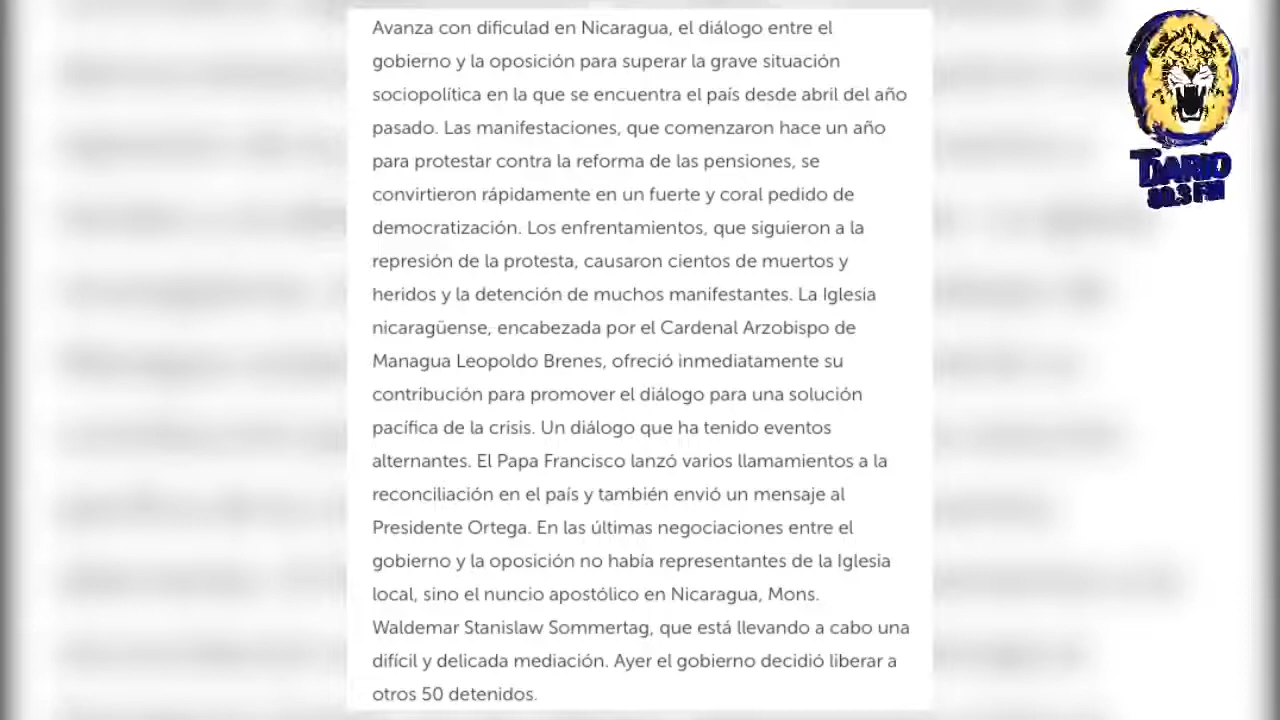 Avanza con dificulad en Nicaragua, el diálogo entre el
gobierno y la oposición para superar la grave situación
sociopolítica en la que se encuentra el país desde abril del año
pasado. Las manifestaciones, que comenzaron hace un año
para protestar contra la reforma de las pensiones, se
convirtieron rápidamente en un fuerte y coral pedido de
democratización. Los enfrentamientos, que siguieron a la
represión de la protesta, causaron cientos de muertos y
heridos y la detención de muchos manifestantes. La Iglesia
nicaragüense, encabezada por el Cardenal Arzobispo de
Managua Leopoldo Brenes, ofreció inmediatamente su
contribución para promover el diálogo para una solución
pacífica de la crisis. Un diálogo que ha tenido eventos
alternantes. El Papa Francisco lanzó varios llamamientos a la
reconciliación en el país y también envió un mensaje al
Presidente Ortega. En las últimas negociaciones entre el
gobierno y la oposición no había representantes de la Iglesia
local, sino el nuncio apostólico en Nicaragua, Mons.
Waldemar Stanislaw Sommertag, que está llevando a cabo una
difícil y delicada mediación. Ayer el gobierno decidió liberar a
otros 50 detenidos.
FM